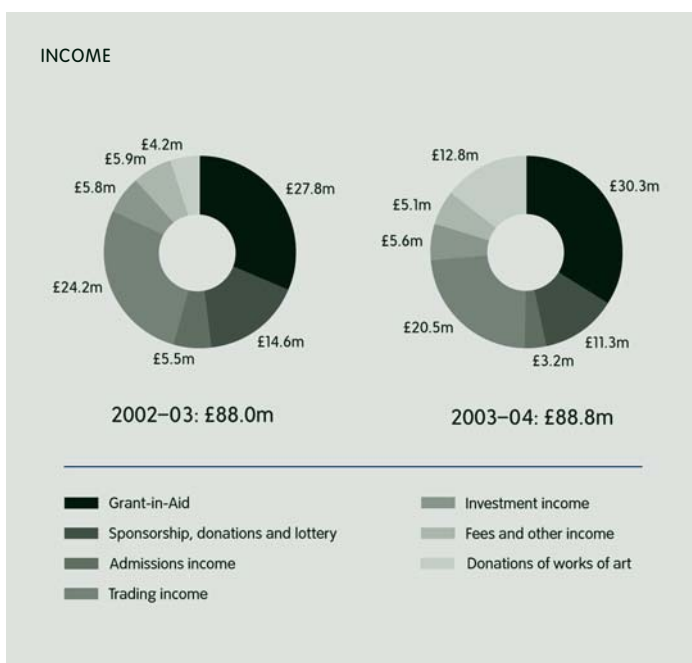 INCOME
£4.2m
£5.9m
£5.8m
£27.8m
£24.2m
£14.6m
£5.5m
2002–03: £88.0m
£12.8m
£5.1m
£5.6m
£30.3m
£20.5m
£11.3m
£3.2m
2003–04: £88.8m
Grant-in-Aid
Sponsorship, donations and lottery
Admissions income
Trading income
Investment income
Fees and other income
Donations of works of art